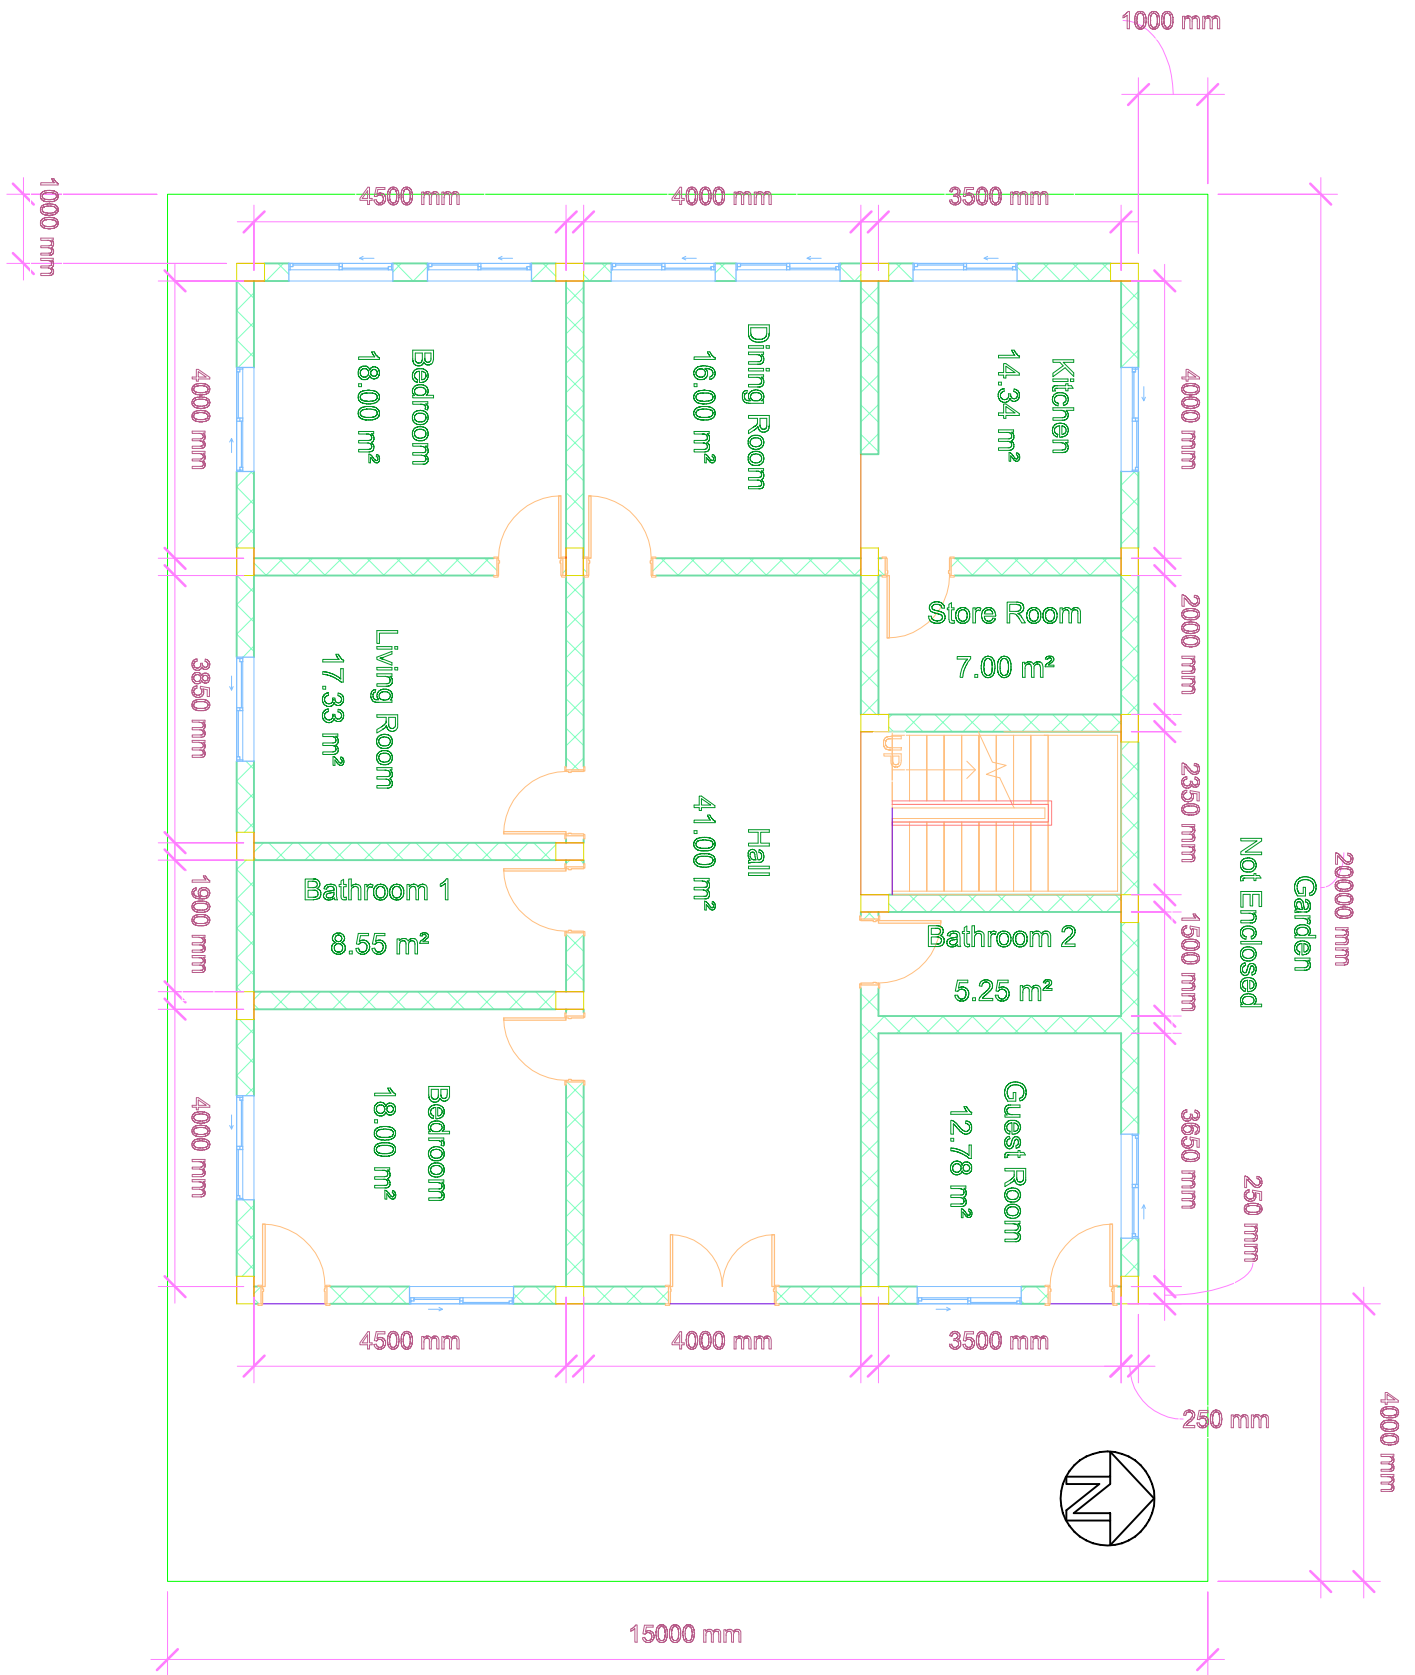 1000 mm
4500 mm
4000 mm
3500 mm
1000 mm
Bedroom
18.00 m²
Dining Room
16.00 m²
Kitchen
14.34 m²
4000 mm
4000 mm
Store Room
7.00 m²
2000 mm
Living Room
17.33 m²
3850 mm
UP
2350 mm
Hall
41.00 m²
Bathroom 1
8.55 m²
1900 mm
Bathroom 2
5.25 m²
1500 mm
Garden
Not Enclosed
20000 mm
Bedroom
18.00 m²
4000 mm
Guest Room
12.78 m²
3650 mm
250 mm
4500 mm
4000 mm
3500 mm
250 mm
4000 mm
N
15000 mm